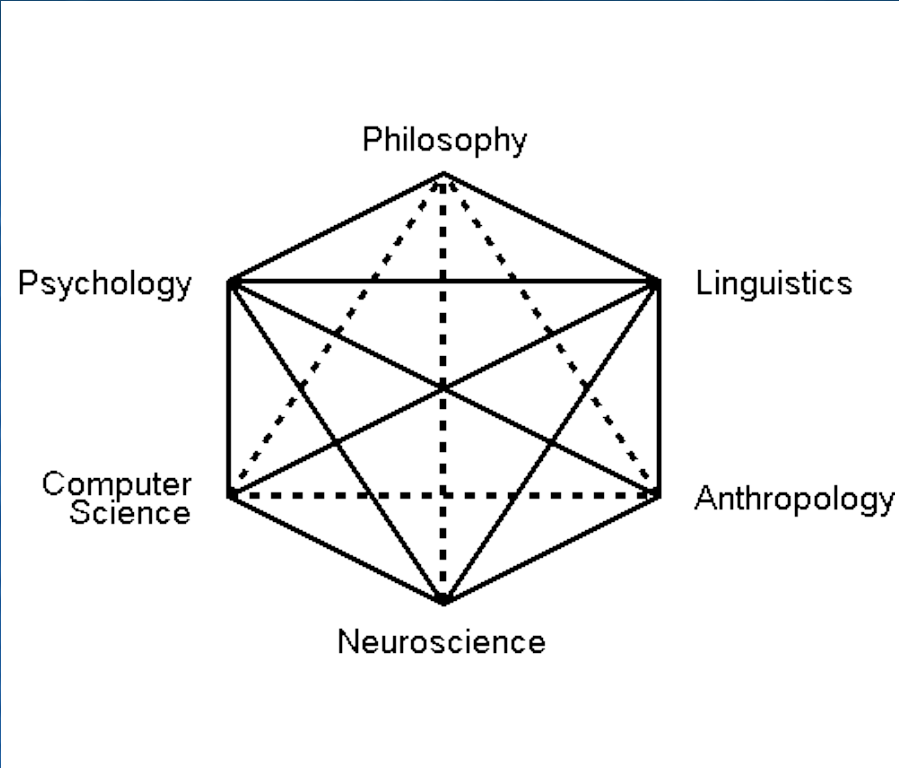 Philosophy
Psychology
Linguistics
Computer
Science
Anthropology
Neuroscience